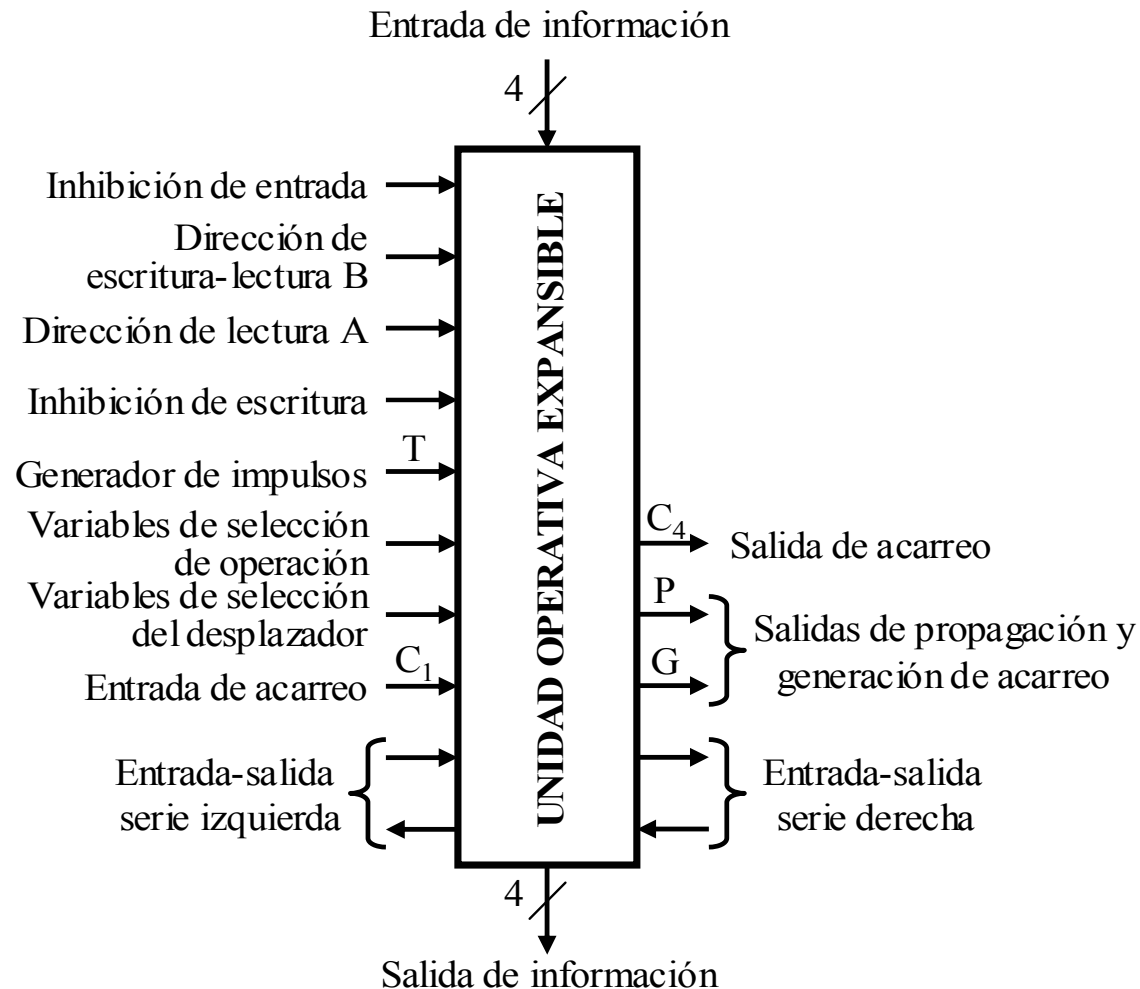 Entrada de información
4
Inhibición de entrada
Dirección de
escritura-lectura B
Dirección de lectura A
Inhibición de escritura
T
Generador de impulsos
Variables de selección
de operación
Variables de selección
del desplazador
C1
Entrada de acarreo
Entrada-salida
serie izquierda
UNIDAD OPERATIVA EXPANSIBLE
C4
Salida de acarreo
P
G
Salidas de propagación y
generación de acarreo
Entrada-salida
serie derecha
4
Salida de información